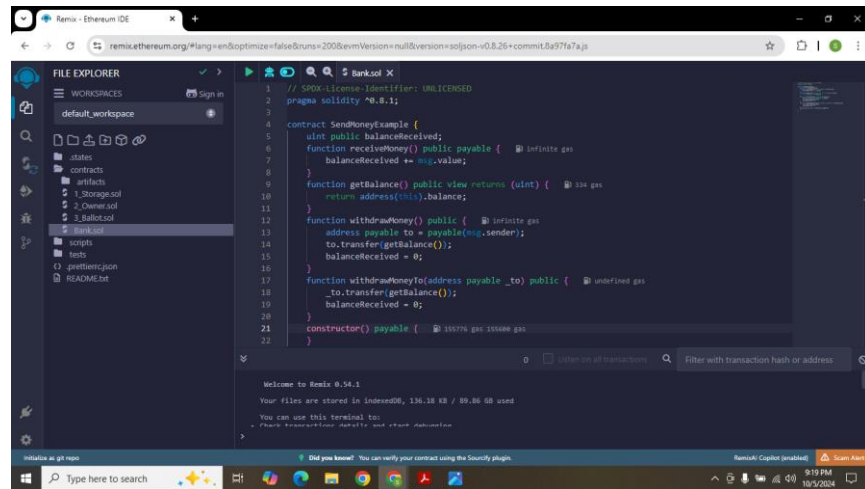 Remix - Ethereum IDE
remix.ethereum.org/#lang=en&optimize=false&runs=200&evmVersion=null&version=soljson-v0.8.26+commit.8a97fa7a.js
FILE EXPLORER
WORKSPACES
Sign in
default_workspace
.states
contracts
artifacts
1_Storage.sol
2_Owner.sol
3_Ballot.sol
Bank.sol
scripts
tests
.prettierrc.json
README.txt
Bank.sol
1 // SPDX-License-Identifier: UNLICENSED
2 pragma solidity ^0.8.1;
3
4 contract SendMoneyExample {
5 uint public balanceReceived;
6 function receiveMoney() public payable { infinite gas
7 balanceReceived += msg.value;
8 }
9 function getBalance() public view returns (uint) { 334 gas
10 return address(this).balance;
11 }
12 function withdrawMoney() public { infinite gas
13 address payable to = payable(msg.sender);
14 to.transfer(getBalance());
15 balanceReceived = 0;
16 }
17 function withdrawMoneyTo(address payable _to) public { undefined gas
18 _to.transfer(getBalance());
19 balanceReceived = 0;
20 }
21 constructor() payable { 155776 gas 155600 gas
22 }
0 Listen on all transactions Filter with transaction hash or address
Welcome to Remix 0.54.1
Your files are stored in indexedDB, 136.18 KB / 89.86 GB used
You can use this terminal to:
- Check transactions details and start debugging
>
Initialize as git repo
Did you know? You can verify your contract using the Sourcify plugin.
RemixAI Copilot (enabled)
Scam Alert
Type here to search
9:19 PM
10/5/2024